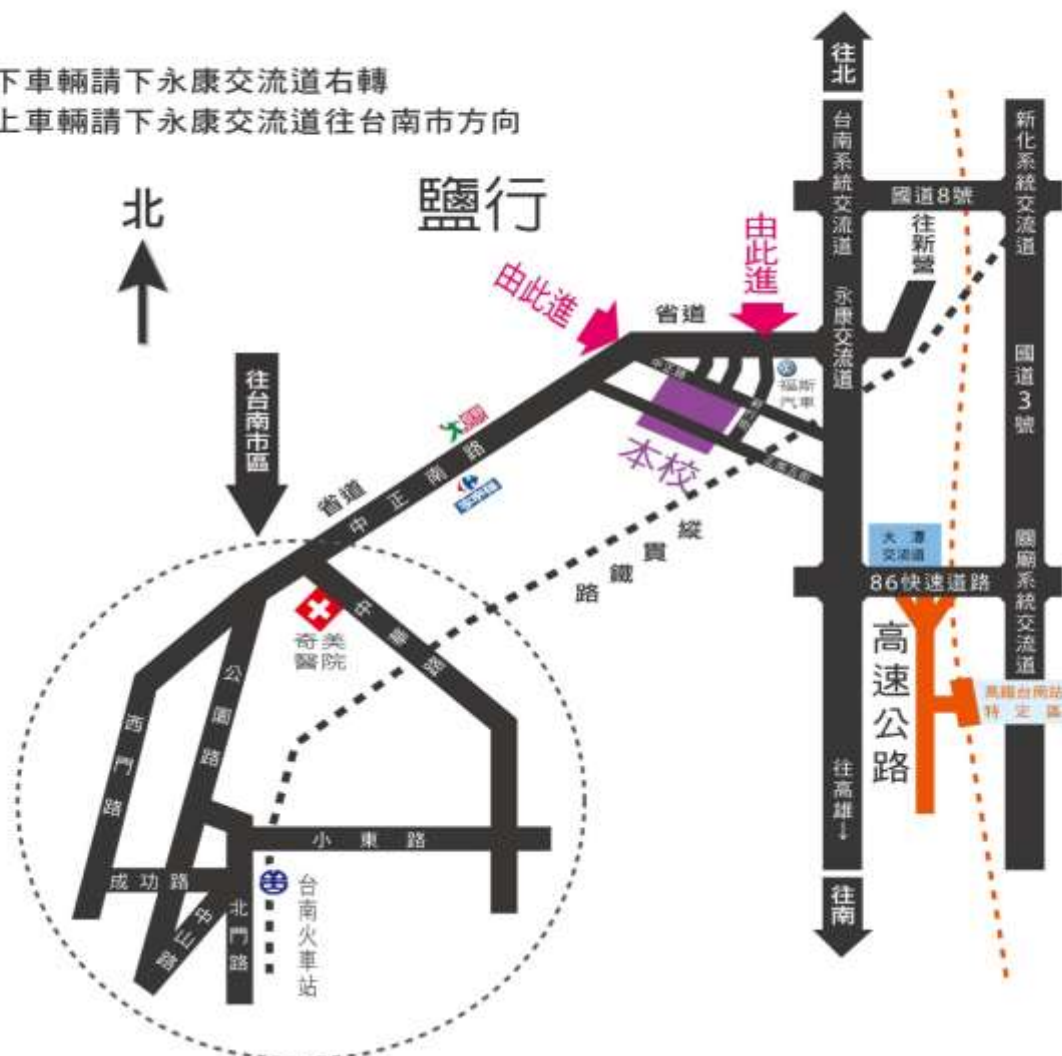 下車輛請下永康交流道右轉
上車輛請下永康交流道往台南市方向
北
鹽行
往北
台南系統交流道
新化系統交流道
國道8號
往新營
由此進
由此進
省道
永康交流道
國道3號
福斯
汽車
中正路
本校
往台南市區
省道
中正南路
縱貫鐵路
大潭
交流道
86快速道路
關廟系統交流道
高速公路
高鐵台南站
特定區
奇美
醫院
中華路
公園路
西門路
小東路
成功路
中山路
北門路
台南火車站
往高雄→
往南